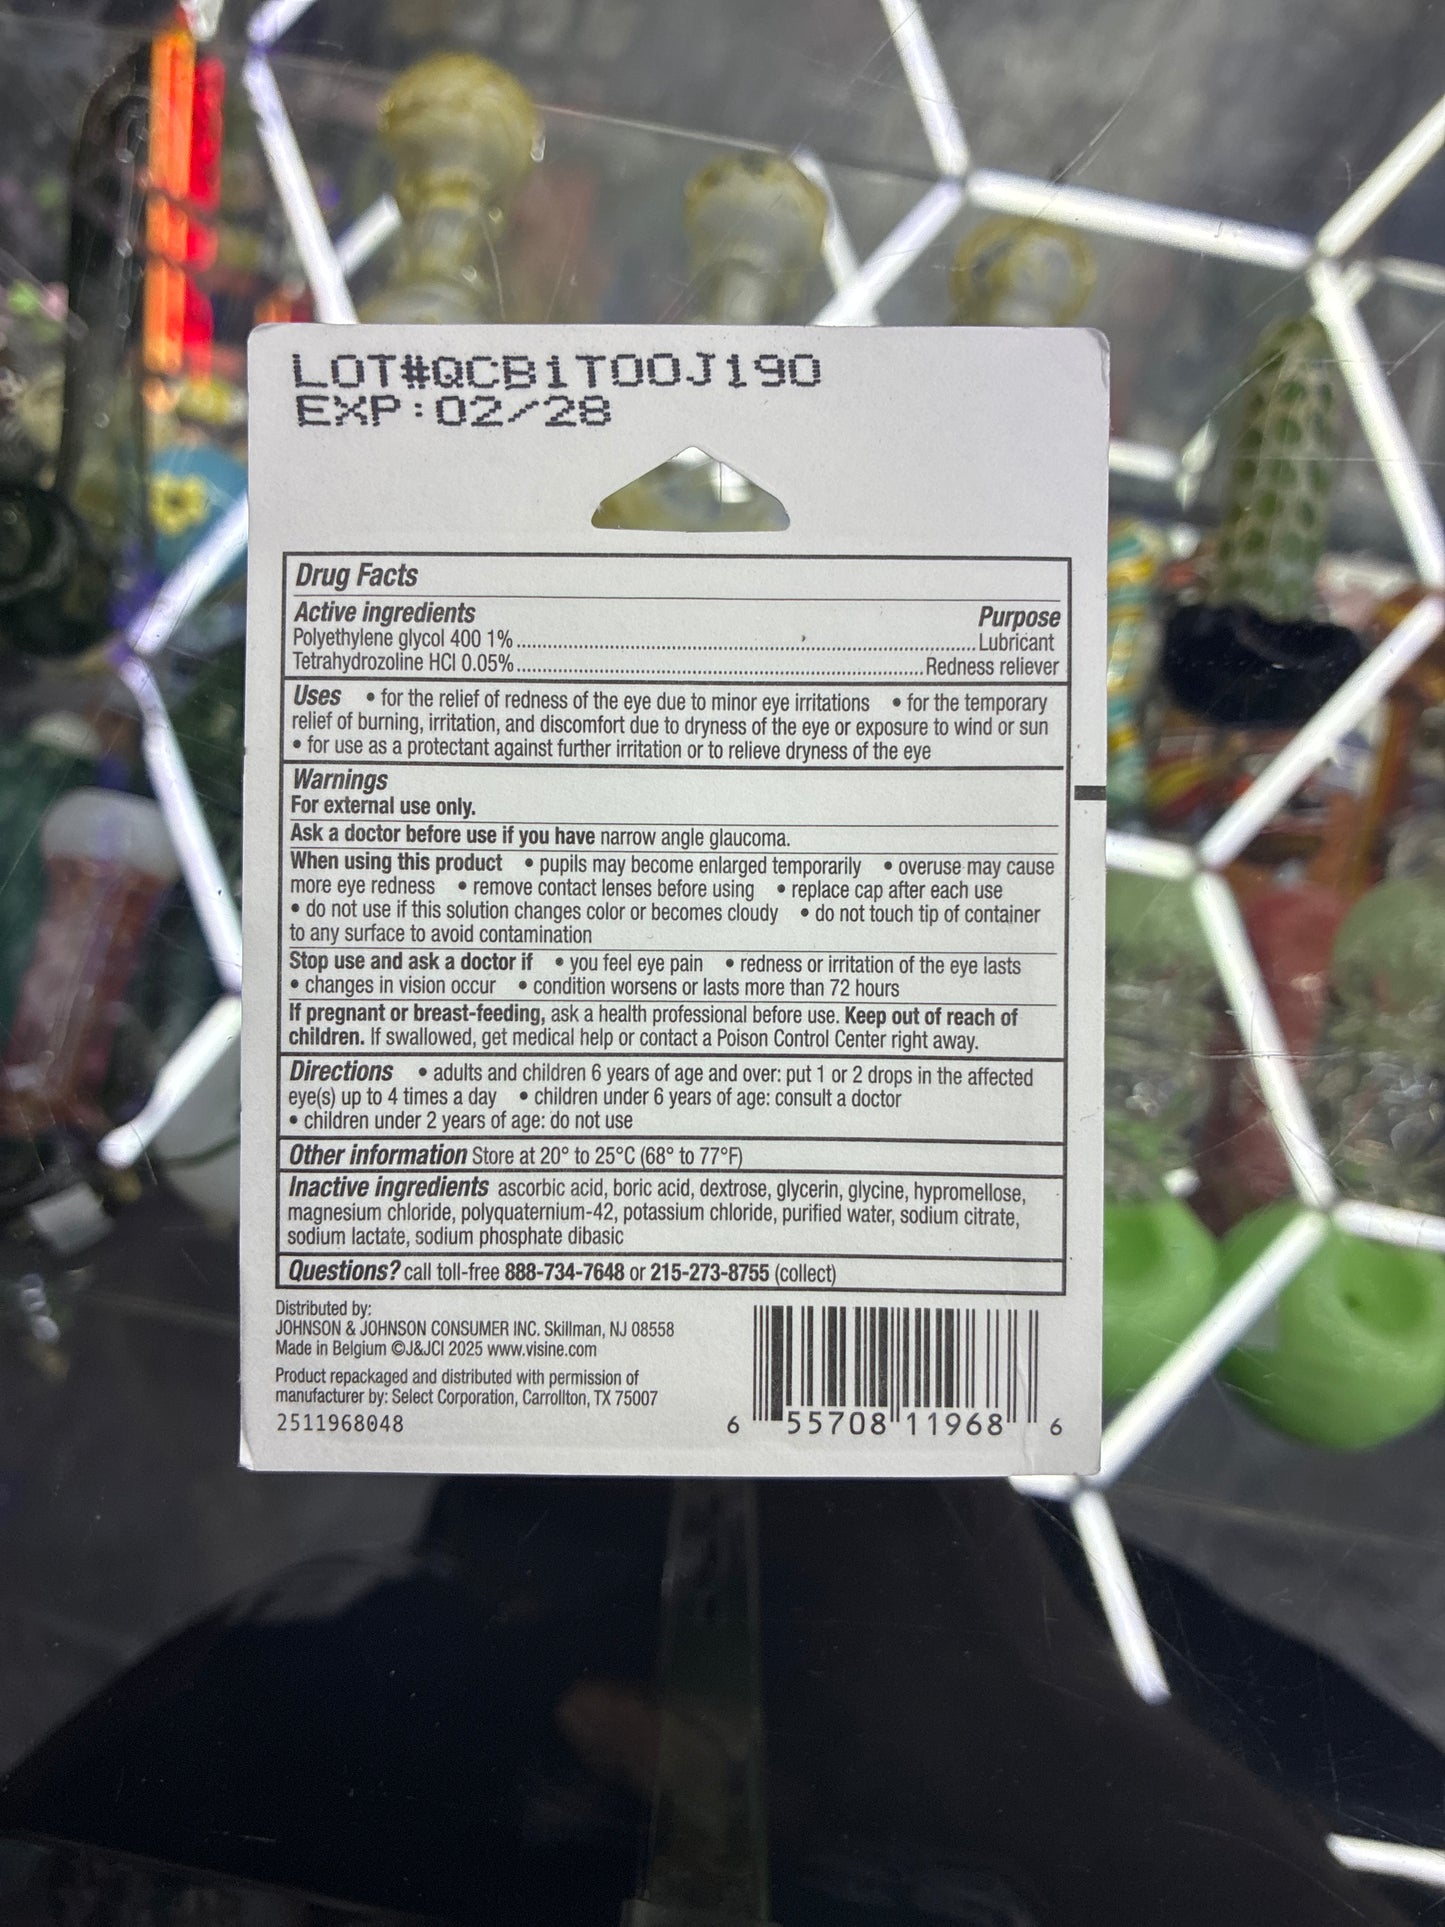 LOT#QCB1T00J190
EXP:02/28
Drug Facts
Active ingredients Purpose
Polyethylene glycol 400 1%........................................Lubricant
Tetrahydrozoline HCl 0.05%........................................Redness reliever
Uses • for the relief of redness of the eye due to minor eye irritations • for the temporary
relief of burning, irritation, and discomfort due to dryness of the eye or exposure to wind or sun
• for use as a protectant against further irritation or to relieve dryness of the eye
Warnings
For external use only.
Ask a doctor before use if you have narrow angle glaucoma.
When using this product • pupils may become enlarged temporarily • overuse may cause
more eye redness • remove contact lenses before using • replace cap after each use
• do not use if this solution changes color or becomes cloudy • do not touch tip of container
to any surface to avoid contamination
Stop use and ask a doctor if • you feel eye pain • redness or irritation of the eye lasts
• changes in vision occur • condition worsens or lasts more than 72 hours
If pregnant or breast-feeding, ask a health professional before use. Keep out of reach of
children. If swallowed, get medical help or contact a Poison Control Center right away.
Directions • adults and children 6 years of age and over: put 1 or 2 drops in the affected
eye(s) up to 4 times a day • children under 6 years of age: consult a doctor
• children under 2 years of age: do not use
Other information Store at 20° to 25°C (68° to 77°F)
Inactive ingredients ascorbic acid, boric acid, dextrose, glycerin, glycine, hypromellose,
magnesium chloride, polyquaternium-42, potassium chloride, purified water, sodium citrate,
sodium lactate, sodium phosphate dibasic
Questions? call toll-free 888-734-7648 or 215-273-8755 (collect)
Distributed by:
JOHNSON & JOHNSON CONSUMER INC. Skillman, NJ 08558
Made in Belgium ©J&JCI 2025 www.visine.com
Product repackaged and distributed with permission of
manufacturer by: Select Corporation, Carrollton, TX 75007
2511968048
6 55708 11968 6